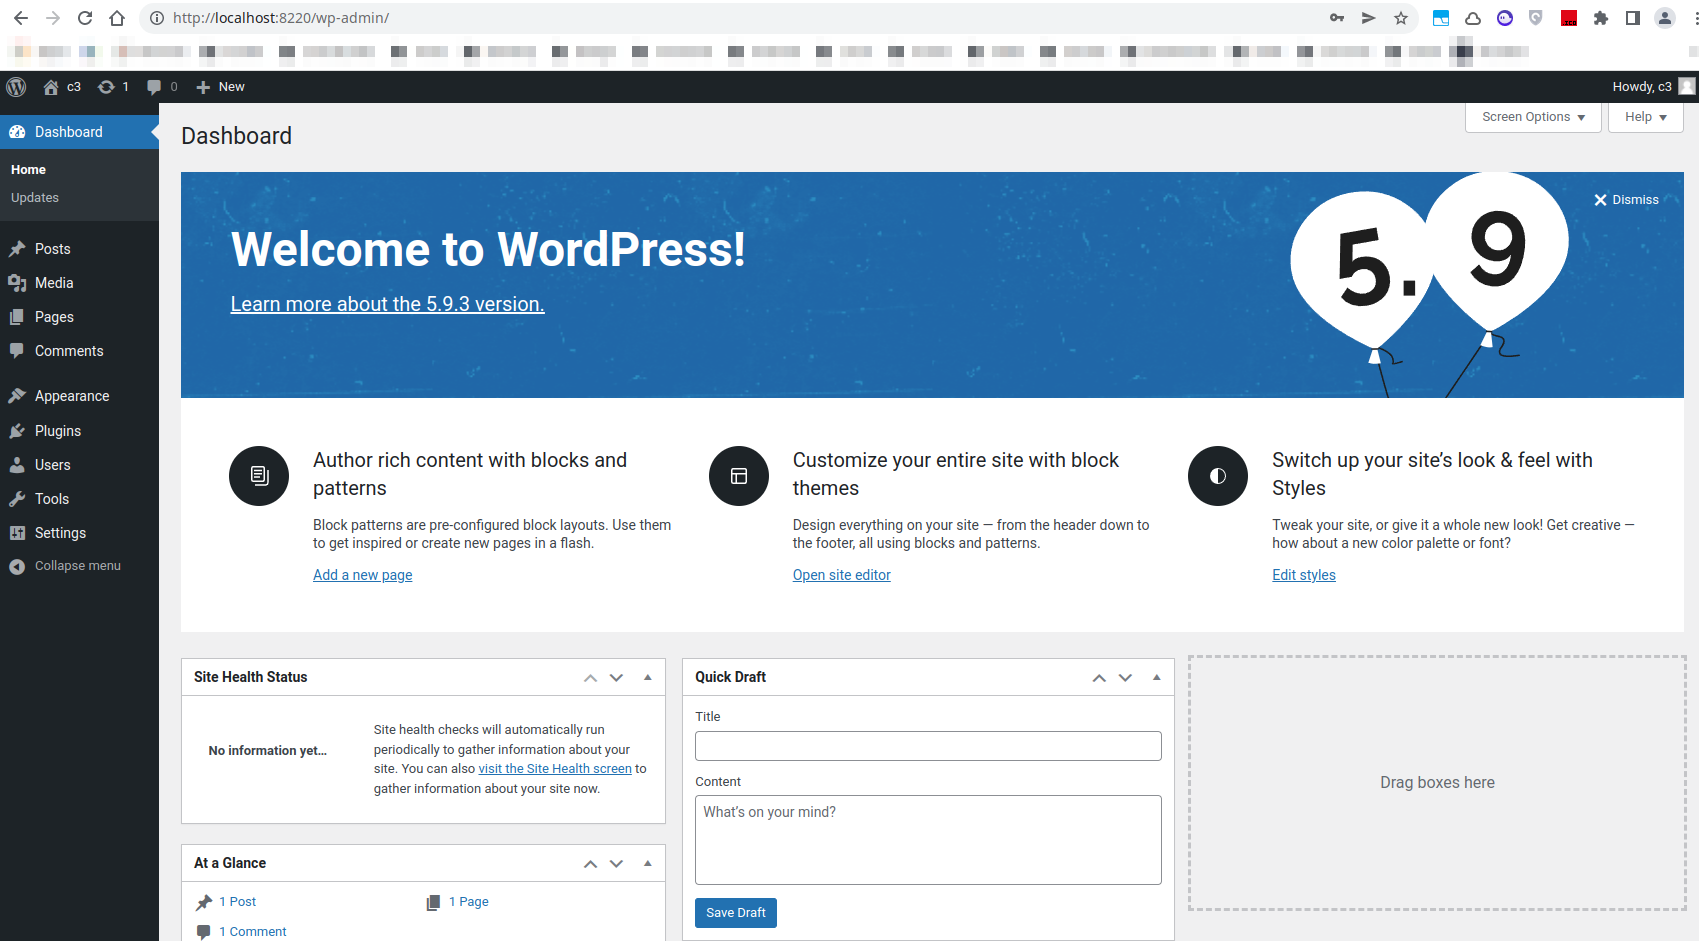 http://localhost:8220/wp-admin/
c3
1
0
New
Howdy, c3
Dashboard
Home
Updates
Posts
Media
Pages
Comments
Appearance
Plugins
Users
Tools
Settings
Collapse menu
Dashboard
Screen Options
Help
Welcome to WordPress!
Learn more about the 5.9.3 version.
5.9
Dismiss
Author rich content with blocks and
patterns
Block patterns are pre-configured block layouts. Use them
to get inspired or create new pages in a flash.
Add a new page
Customize your entire site with block
themes
Design everything on your site — from the header down to
the footer, all using blocks and patterns.
Open site editor
Switch up your site’s look & feel with
Styles
Tweak your site, or give it a whole new look! Get creative —
how about a new color palette or font?
Edit styles
Site Health Status
No information yet…
Site health checks will automatically run
periodically to gather information about your
site. You can also visit the Site Health screen to
gather information about your site now.
At a Glance
1 Post
1 Page
1 Comment
Quick Draft
Title
Content
What’s on your mind?
Save Draft
Drag boxes here